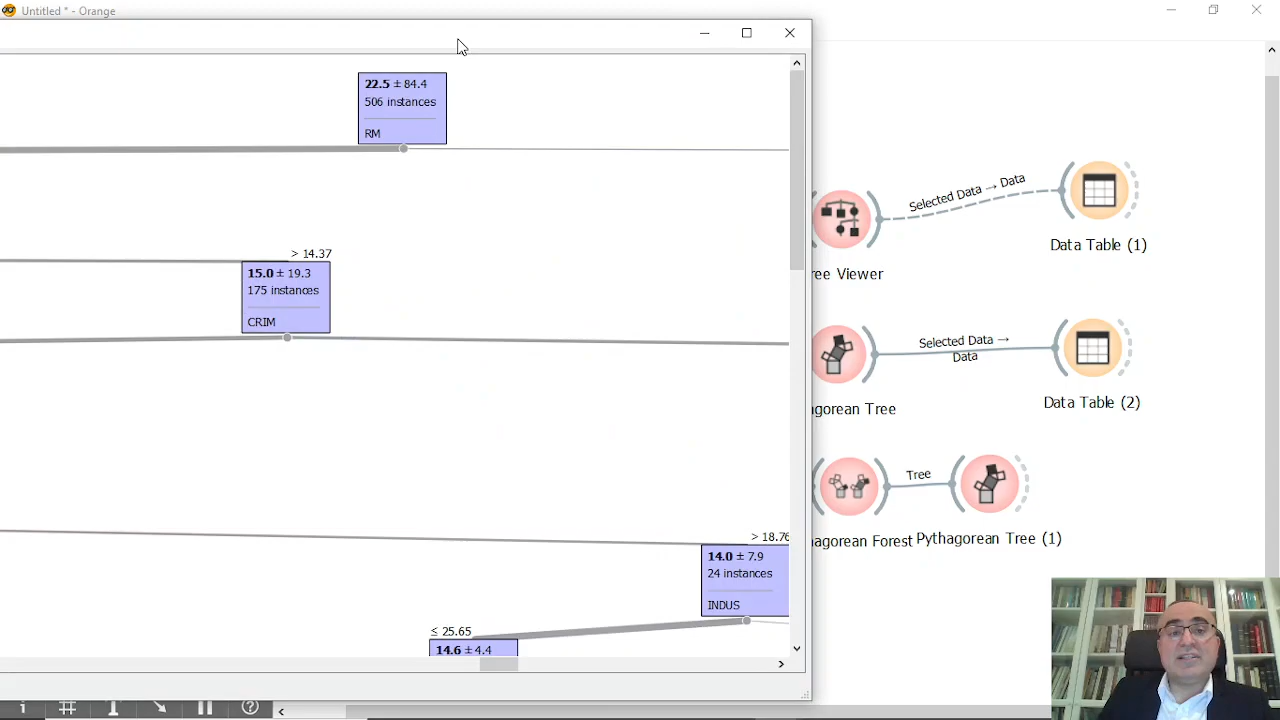 Untitled * - Orange
22.5 ± 84.4
506 instances
RM
> 14.37
15.0 ± 19.3
175 instances
CRIM
> 18.76
14.0 ± 7.9
24 instances
INDUS
≤ 25.65
14.6 ± 4.4
Selected Data → Data
Data Table (1)
ree Viewer
Selected Data →
Data
agorean Tree
Data Table (2)
Tree
nagorean Forest
Pythagorean Tree (1)